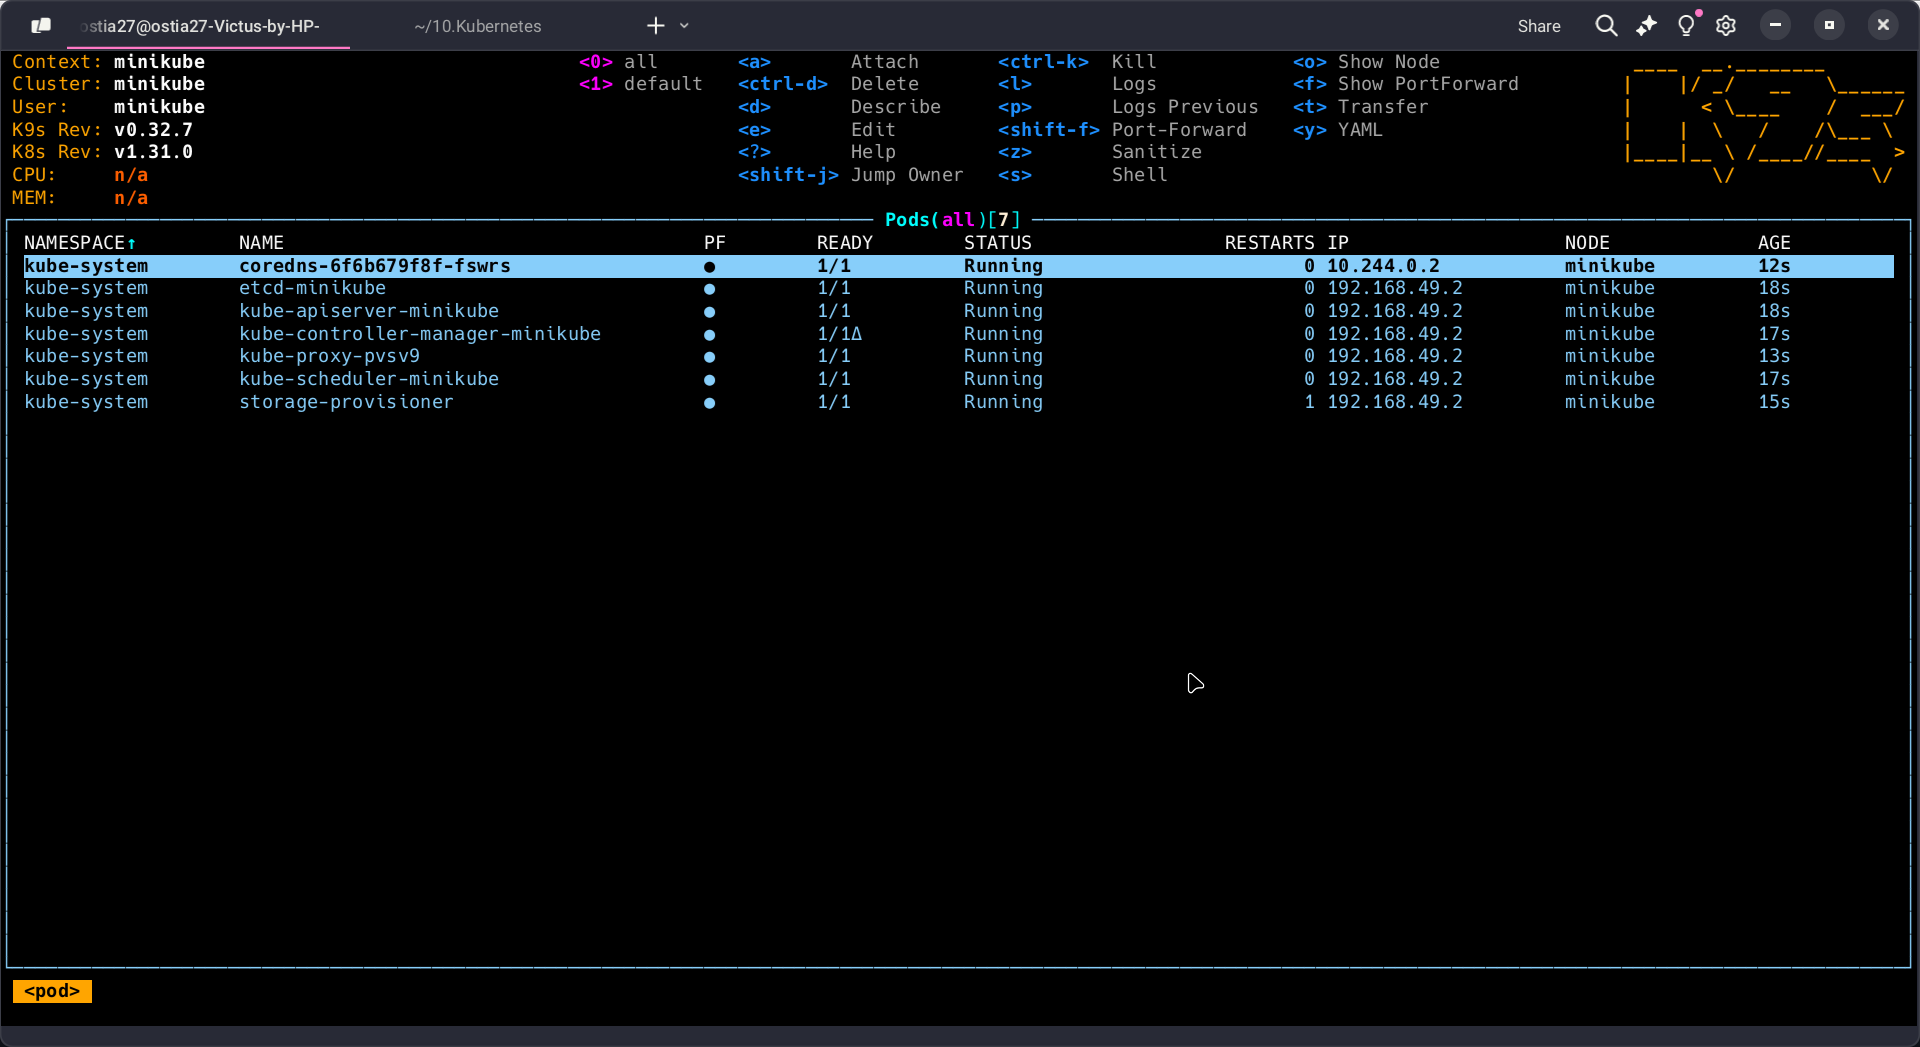 ostia27@ostia27-Victus-by-HP- ~/10.Kubernetes + Share
Context: minikube <0> all <a> Attach <ctrl-k> Kill <o> Show Node
Cluster: minikube <1> default <ctrl-d> Delete <l> Logs <f> Show PortForward
User: minikube <d> Describe <p> Logs Previous <t> Transfer
K9s Rev: v0.32.7 <e> Edit <shift-f> Port-Forward <y> YAML
K8s Rev: v1.31.0 <?> Help <z> Sanitize
CPU: n/a <shift-j> Jump Owner <s> Shell
MEM: n/a
Pods(all)[7]
NAMESPACE↑ NAME PF READY STATUS RESTARTS IP NODE AGE
kube-system coredns-6f6b679f8f-fswrs ● 1/1 Running 0 10.244.0.2 minikube 12s
kube-system etcd-minikube ● 1/1 Running 0 192.168.49.2 minikube 18s
kube-system kube-apiserver-minikube ● 1/1 Running 0 192.168.49.2 minikube 18s
kube-system kube-controller-manager-minikube ● 1/1Δ Running 0 192.168.49.2 minikube 17s
kube-system kube-proxy-pvsv9 ● 1/1 Running 0 192.168.49.2 minikube 13s
kube-system kube-scheduler-minikube ● 1/1 Running 0 192.168.49.2 minikube 17s
kube-system storage-provisioner ● 1/1 Running 1 192.168.49.2 minikube 15s
<pod>